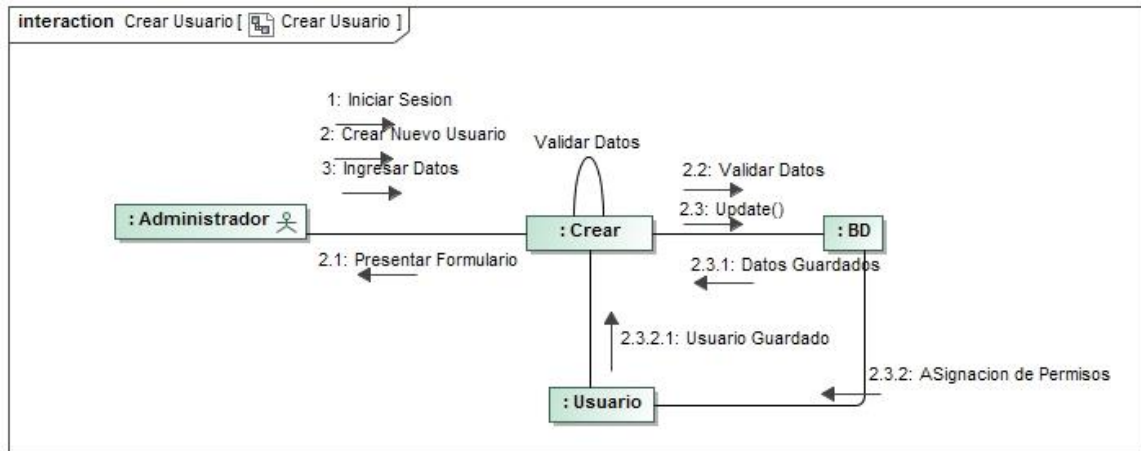 interaction Crear Usuario [ Crear Usuario ]
1: Iniciar Sesion
2: Crear Nuevo Usuario
3: Ingresar Datos
Validar Datos
2.2: Validar Datos
2.3: Update()
: Administrador
: Crear
: BD
2.1: Presentar Formulario
2.3.1: Datos Guardados
2.3.2.1: Usuario Guardado
2.3.2: ASignacion de Permisos
: Usuario